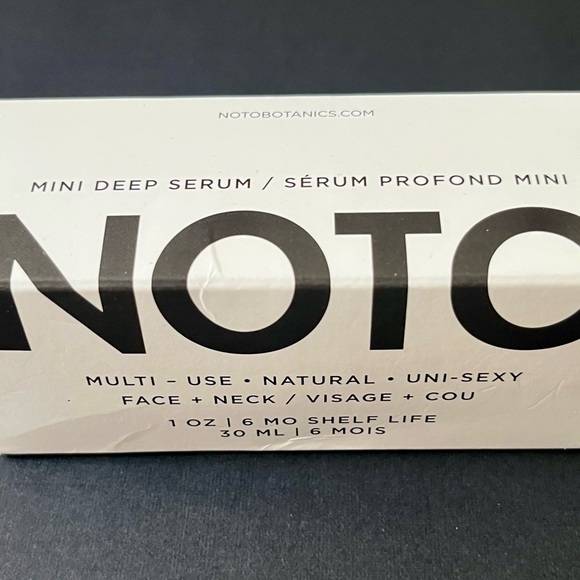 NOTOBOTANICS.COM
MINI DEEP SERUM / SÉRUM PROFOND MINI
NOTO
MULTI – USE • NATURAL • UNI-SEXY
FACE + NECK / VISAGE + COU
1 OZ | 6 MO SHELF LIFE
30 ML | 6 MOIS